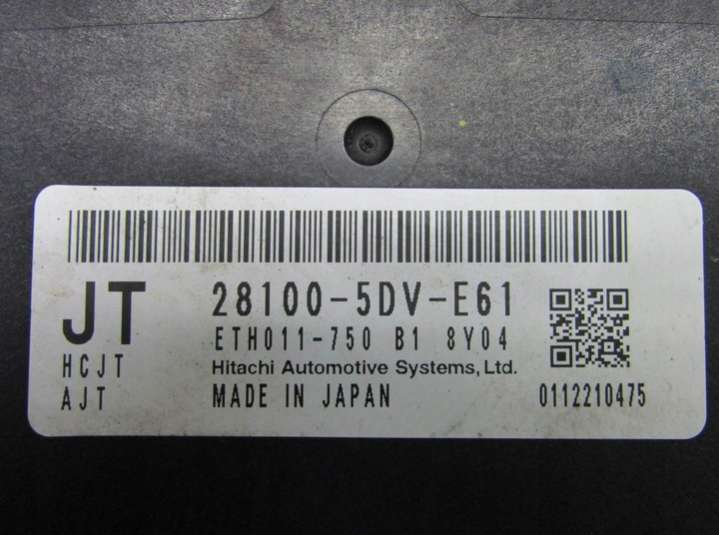 JT 28100-5DV-E61
ETH011-750 B1 8Y04
HCJT Hitachi Automotive Systems, Ltd.
AJT MADE IN JAPAN 0112210475